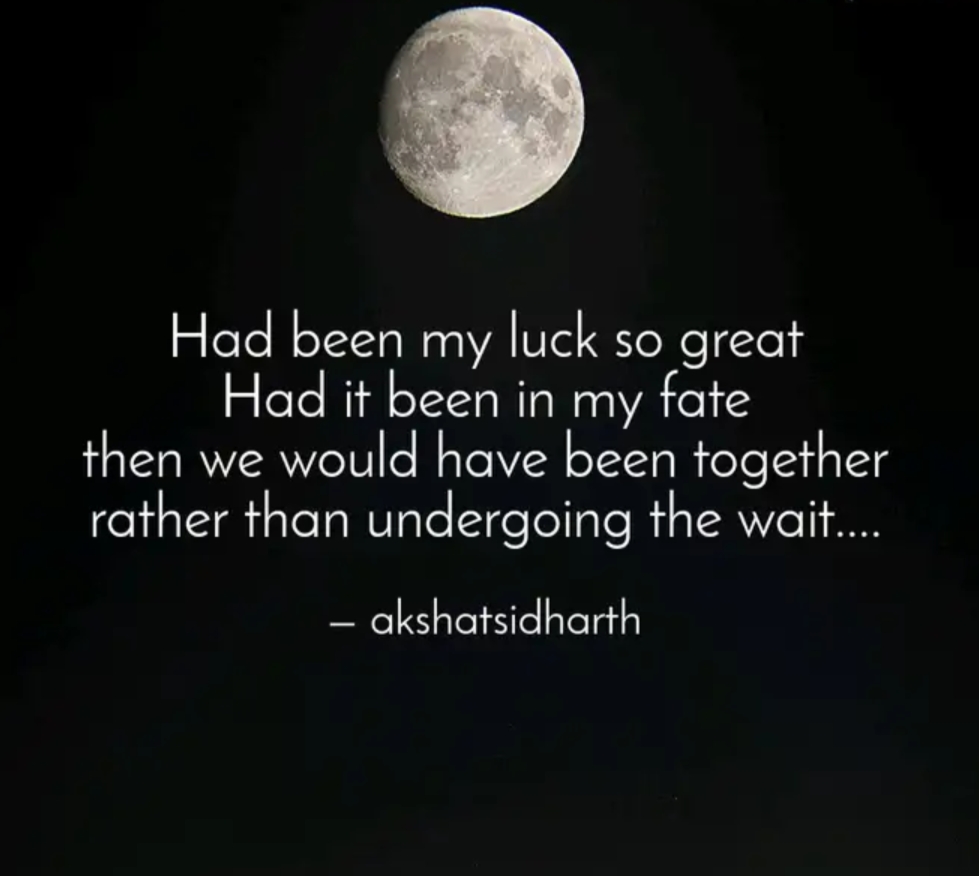 Had been my luck so great
Had it been in my fate
then we would have been together
rather than undergoing the wait....
– akshatsidharth